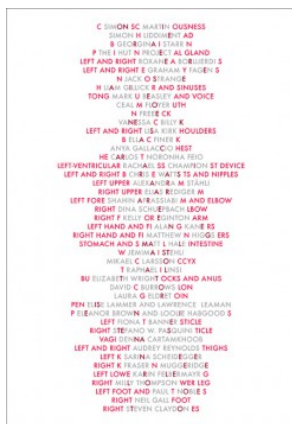 C SIMON SC MARTIN OUSNESS
SIMON H LIDDIMENT AD
B GEORGINA I STARR N
P THE I HUT N PROJECT AL GLAND
LEFT AND RIGHT ROXANE A BORUJERDI S
LEFT AND RIGHT E GRAHAM Y FAGEN S
N JACK O STRANGE
H LIAM GILLICK R AND SINUSES
TONG MARK U BEASLEY AND VOICE
CEAL M FLOYER UTH
N FREEE CK
VANESSA C BILLY K
LEFT AND RIGHT LISA KIRK HOULDERS
B ELLA C FINER K
ANYA GALLACCIO HEST
HE CARLOS T NORONHA FEIO
LEFT-VENTRICULAR RACHAEL SS CHAMPION ST DEVICE
LEFT AND RIGHT B CHRIS E WATTS TS AND NIPPLES
LEFT UPPER ALEXANDRA M STÄHLI
RIGHT UPPER ELIAS REDIGER M
LEFT FORE SHAHIN AFRASSIABI M AND ELBOW
RIGHT DINA SCHUEPBACH LBOW
RIGHT F KELLY OR EGINTON ARM
LEFT HAND AND FI ALAN G KANE RS
RIGHT HAND AND FI MATTHEW N HIGGS ERS
STOMACH AND S MATT L HALL INTESTINE
W JEMIMA I STEHLI
MIKAEL C LARSSON CCYX
T RAPHAEL I LINSI
BU ELIZABETH WRIGHT OCKS AND ANUS
DAVID C BURROWS LON
LAURA G ELDRET OIN
PEN ELISE LAMMER AND LAWRENCE LEAMAN
P ELEANOR BROWN AND LOUISE HABGOOD S
LEFT FIONA T BANNER STICLE
RIGHT STEFANO W. PASQUINI TICLE
VAGI DENNA CARTAMKHOOB
LEFT AND RIGHT AUDREY REYNOLDS THIGHS
LEFT K SARINA SCHEIDEGGER
RIGHT K FRASER N MUGGERIDGE
LEFT LOWE KARIN FELBERMAYR G
RIGHT MILLY THOMPSON WER LEG
LEFT FOOT AND PAUL T NOBLE S
RIGHT NEIL GALL FOOT
RIGHT STEVEN CLAYDON ES